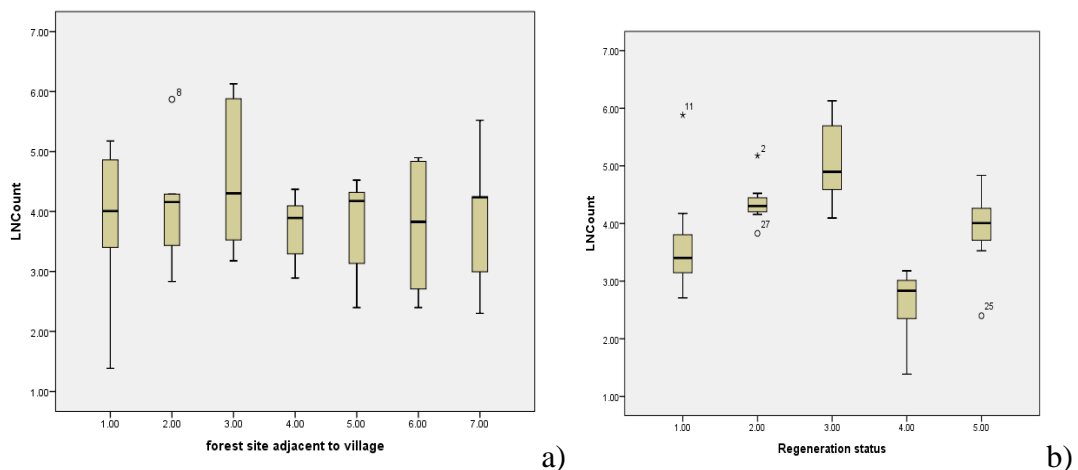 7.00
6.00
5.00
4.00
3.00
2.00
1.00
LNCount
8
1.00 2.00 3.00 4.00 5.00 6.00 7.00
forest site adjacent to village
a)
7.00
6.00
5.00
4.00
3.00
2.00
1.00
LNCount
11
2
27
25
1.00 2.00 3.00 4.00 5.00
Regeneration status
b)